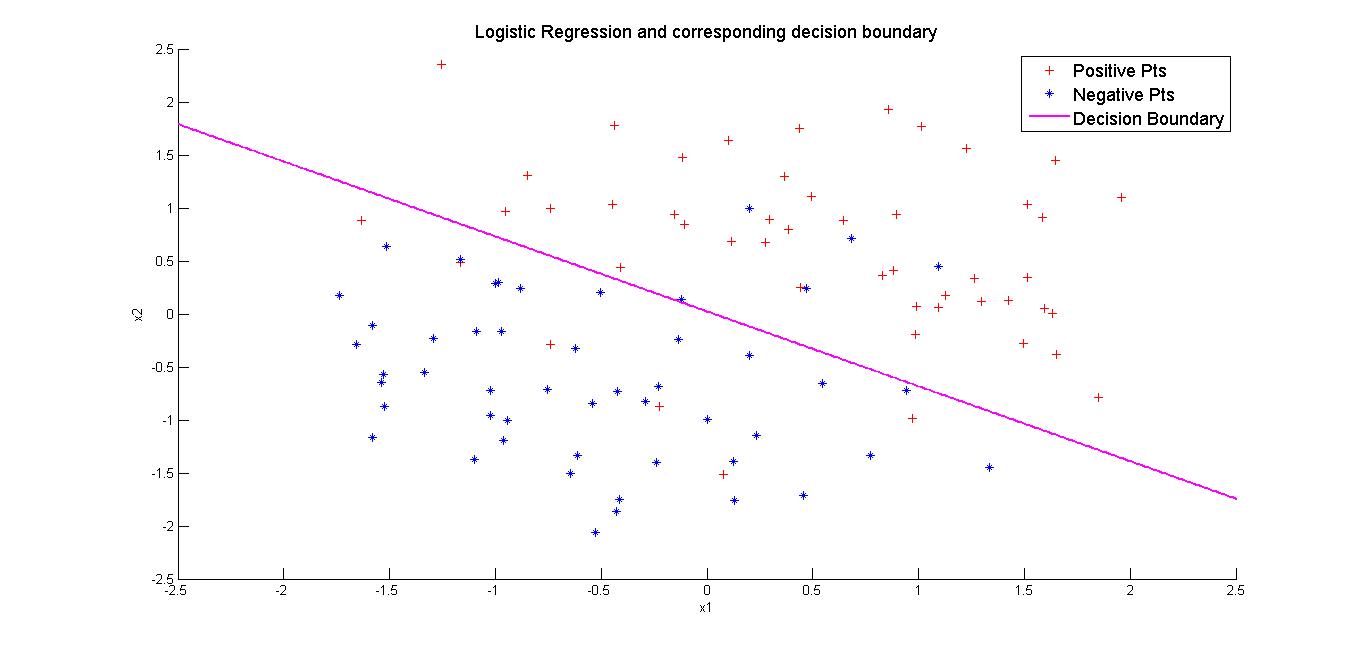 Logistic Regression and corresponding decision boundary
Positive Pts
Negative Pts
Decision Boundary
2.5
2
1.5
1
0.5
0
-0.5
-1
-1.5
-2
-2.5
x2
-2.5 -2 -1.5 -1 -0.5 0 0.5 1 1.5 2 2.5
x1